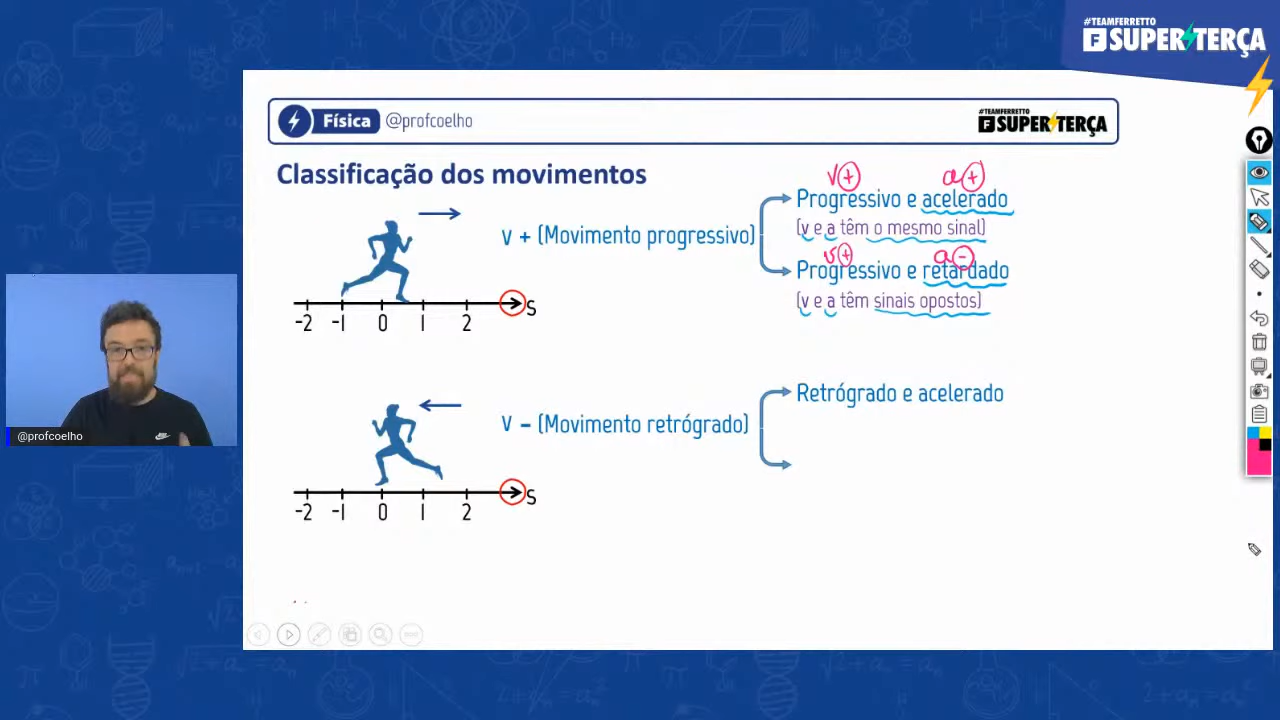 #TEAMFERRETTO
F SUPER TERÇA
Física @profcoelho
#TEAMFERRETTO
F SUPER TERÇA
Classificação dos movimentos
v + a +
Progressivo e acelerado
(v e a têm o mesmo sinal)
v + (Movimento progressivo)
v + a -
Progressivo e retardado
(v e a têm sinais opostos)
-2 -1 0 1 2 S
Retrógrado e acelerado
v - (Movimento retrógrado)
-2 -1 0 1 2 S
@profcoelho